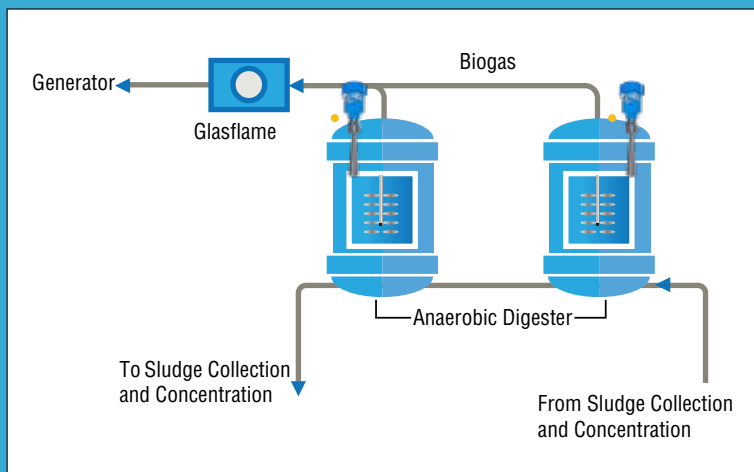 Biogas
Generator
Glasflame
Anaerobic Digester
To Sludge Collection
and Concentration
From Sludge Collection
and Concentration